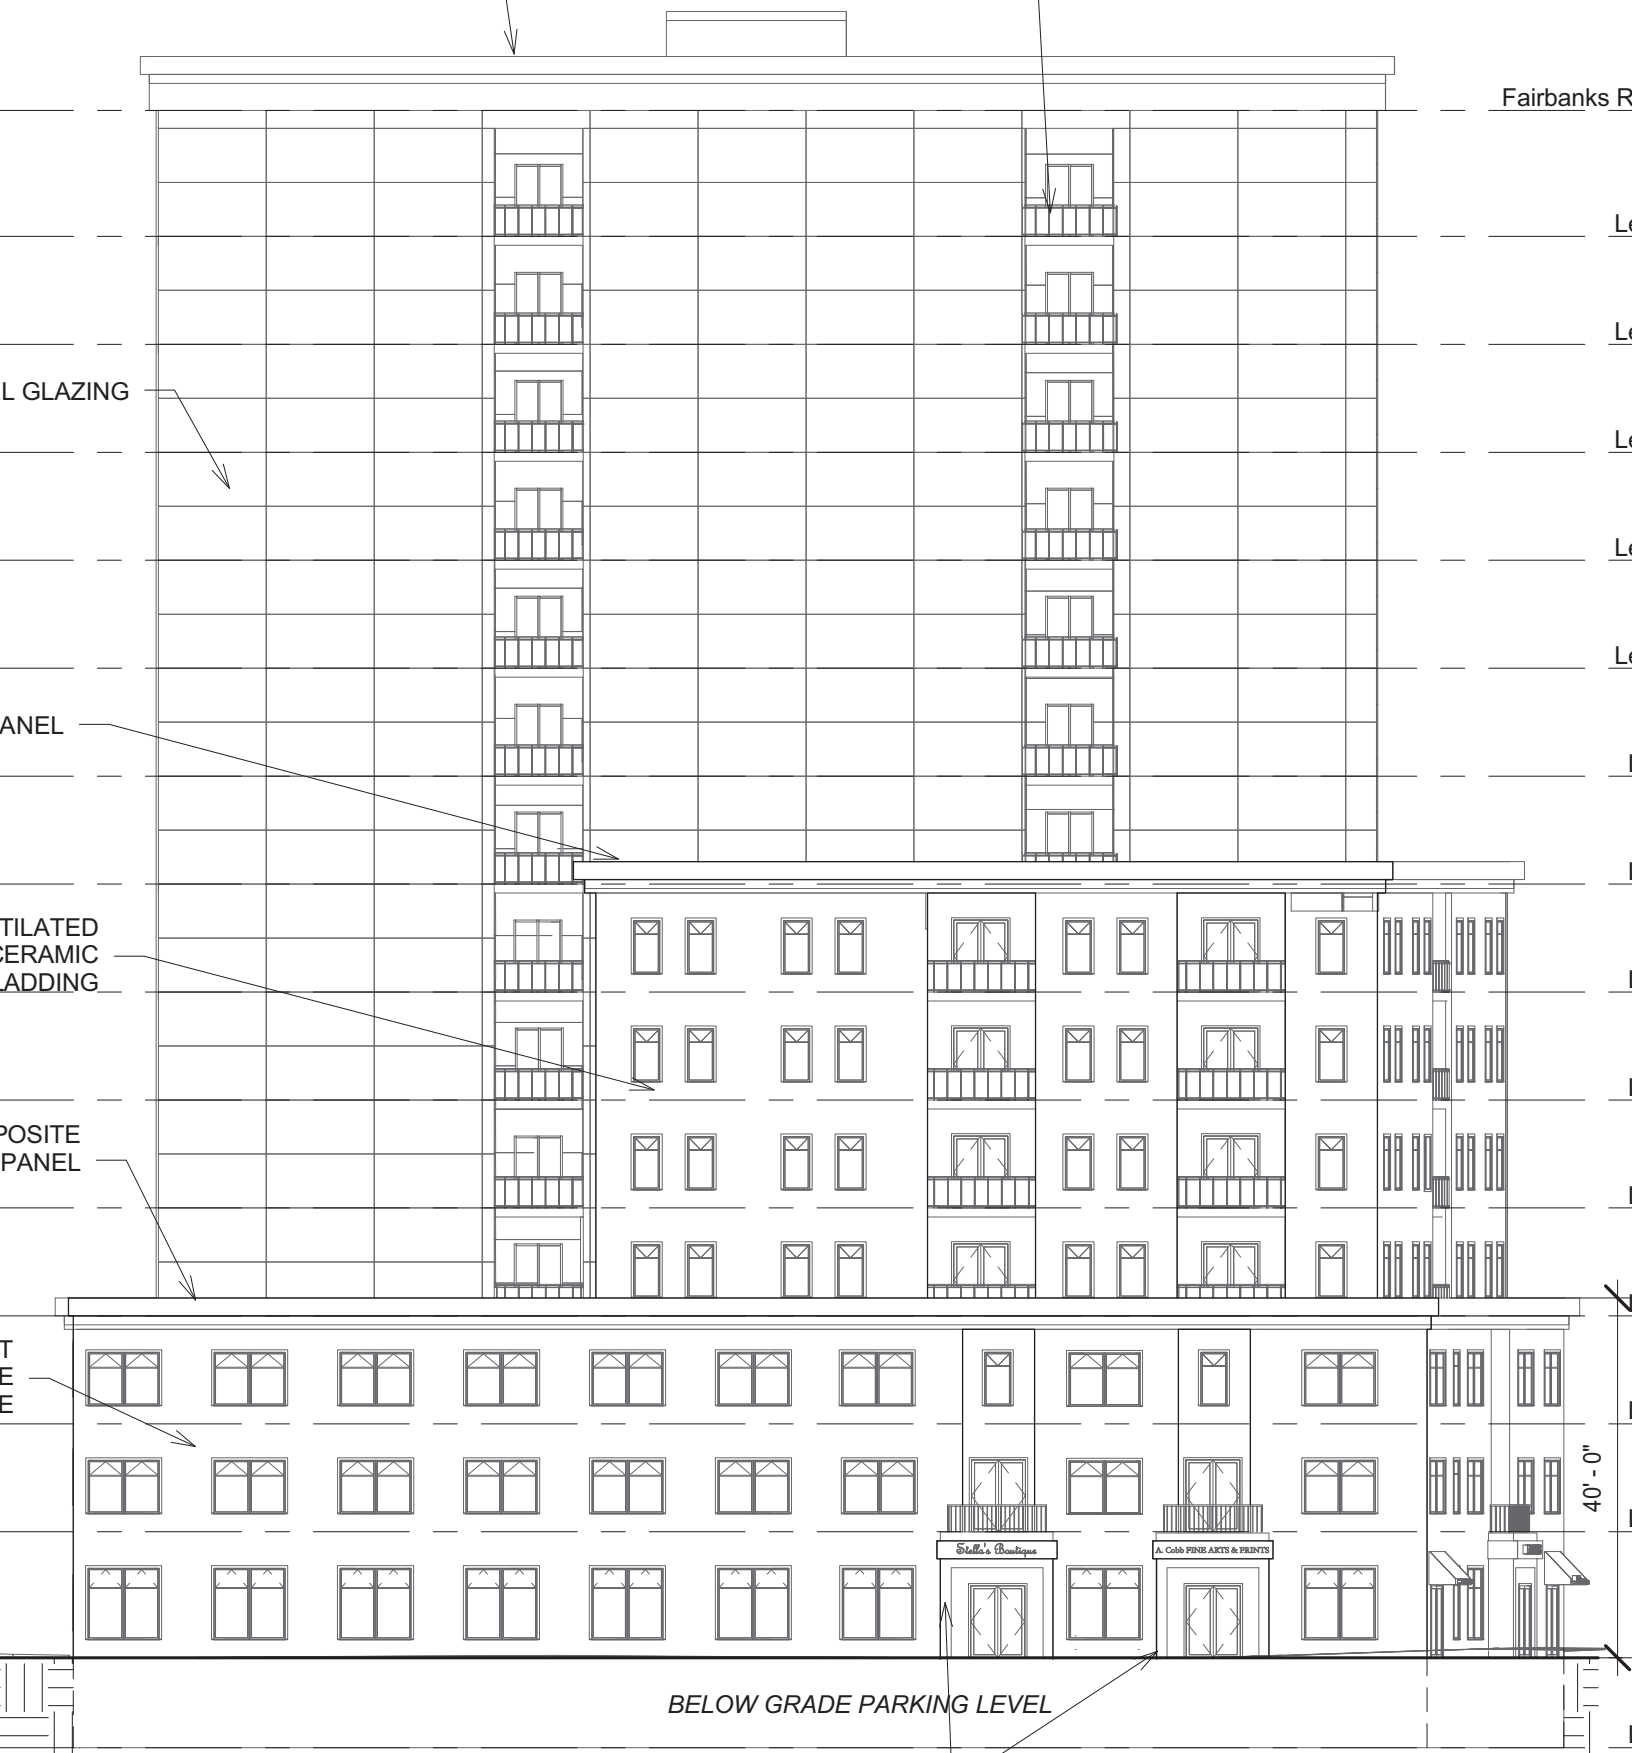 Fairbanks R
Le
Le
L GLAZING
Le
Le
Le
ANEL
TILATED
CERAMIC
LADDING
POSITE
PANEL
T
E
E
40' - 0"
Stella's Boutique
A. Cobb FINE ARTS & PRINTS
BELOW GRADE PARKING LEVEL